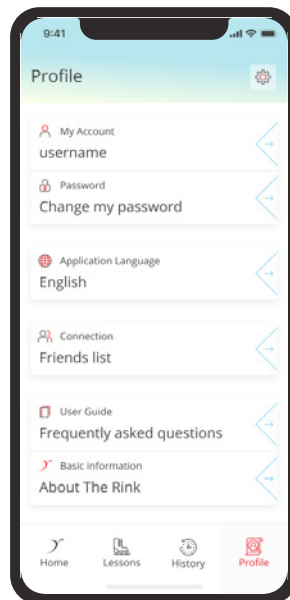 9:41
Profile
My Account
username
Password
Change my password
Application Language
English
Connection
Friends list
User Guide
Frequently asked questions
Basic information
About The Rink
Home Lessons History Profile